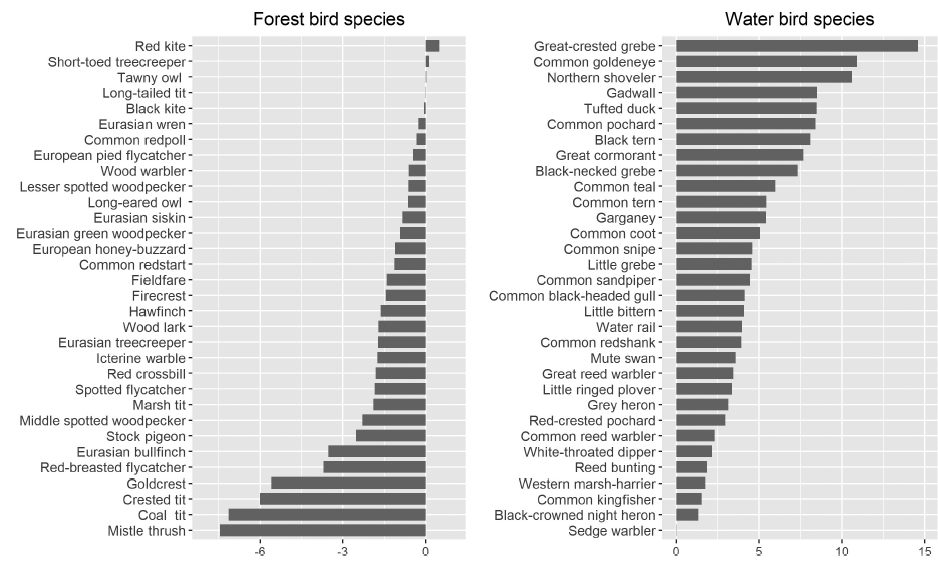 Forest bird species
Red kite
Short-toed treecreeper
Tawny owl
Long-tailed tit
Black kite
Eurasian wren
Common redpoll
European pied flycatcher
Wood warbler
Lesser spotted woodpecker
Long-eared owl
Eurasian siskin
Eurasian green woodpecker
European honey-buzzard
Common redstart
Fieldfare
Firecrest
Hawfinch
Wood lark
Eurasian treecreeper
Icterine warble
Red crossbill
Spotted flycatcher
Marsh tit
Middle spotted woodpecker
Stock pigeon
Eurasian bullfinch
Red-breasted flycatcher
Goldcrest
Crested tit
Coal tit
Mistle thrush
-6 -3 0
Water bird species
Great-crested grebe
Common goldeneye
Northern shoveler
Gadwall
Tufted duck
Common pochard
Black tern
Great cormorant
Black-necked grebe
Common teal
Common tern
Garganey
Common coot
Common snipe
Little grebe
Common sandpiper
Common black-headed gull
Little bittern
Water rail
Common redshank
Mute swan
Great reed warbler
Little ringed plover
Grey heron
Red-crested pochard
Common reed warbler
White-throated dipper
Reed bunting
Western marsh-harrier
Common kingfisher
Black-crowned night heron
Sedge warbler
0 5 10 15